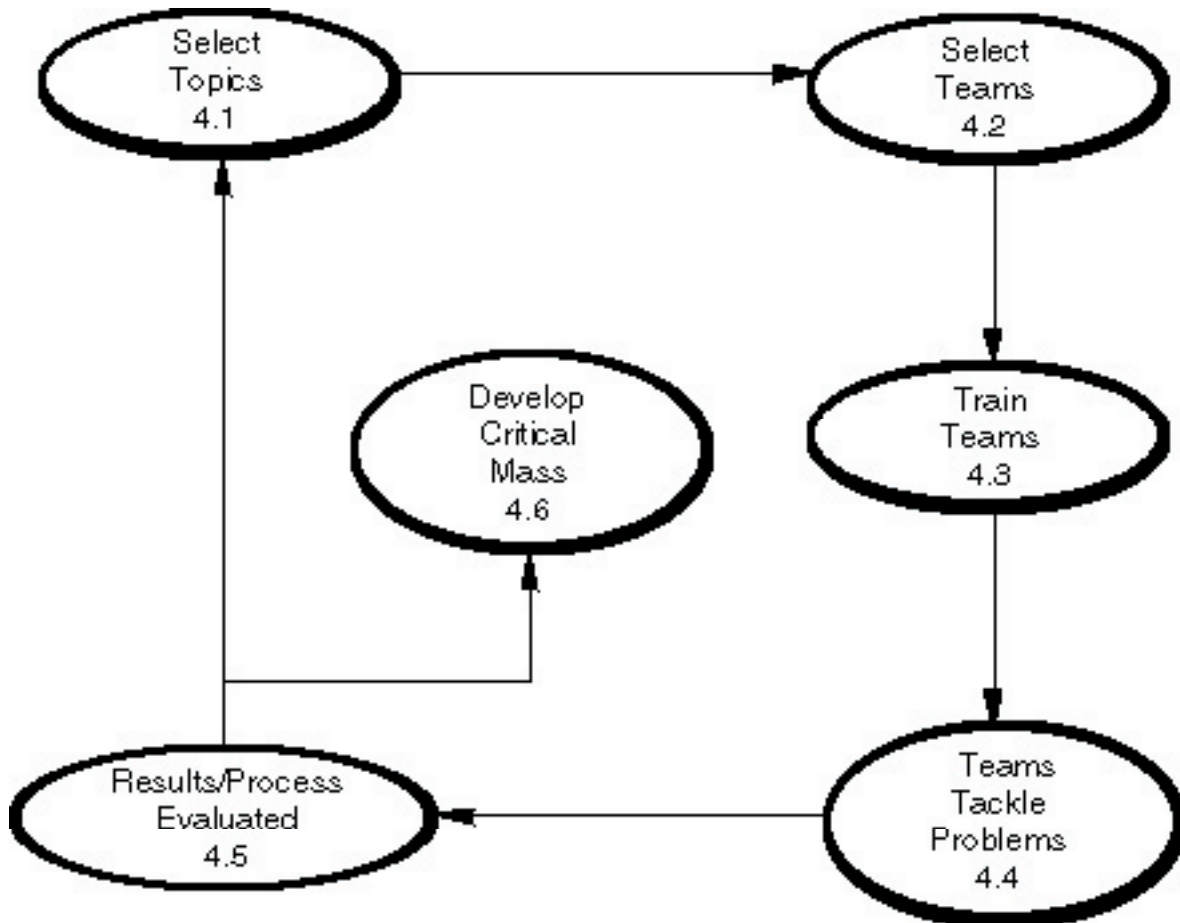 Select
Topics
4.1
Select
Teams
4.2
Train
Teams
4.3
Develop
Critical
Mass
4.6
Teams
Tackle
Problems
4.4
Results/Process
Evaluated
4.5